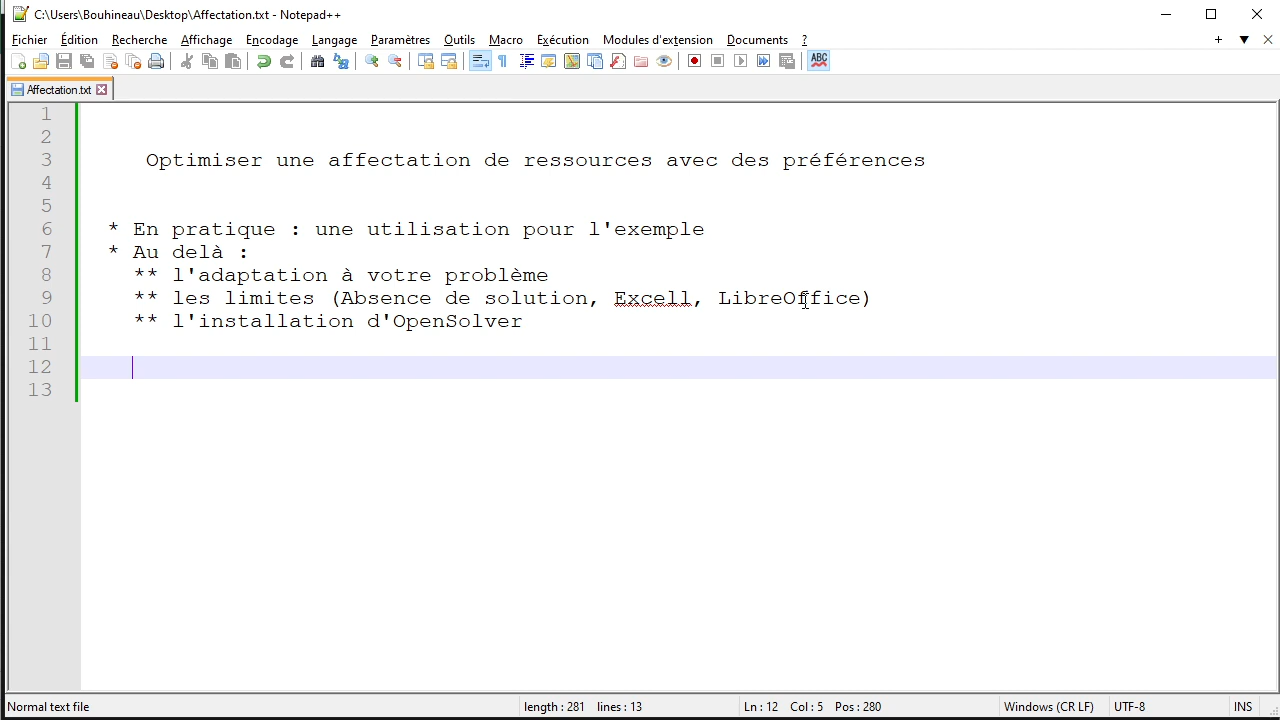 C:\Users\Bouhineau\Desktop\Affectation.txt - Notepad++
Fichier Édition Recherche Affichage Encodage Langage Paramètres Outils Macro Exécution Modules d'extension Documents ?
Affectation.txt
1
2
3 Optimiser une affectation de ressources avec des préférences
4
5
6 * En pratique : une utilisation pour l'exemple
7 * Au delà :
8 ** l'adaptation à votre problème
9 ** les limites (Absence de solution, Excell, LibreOffice)
10 ** l'installation d'OpenSolver
11
12
13
Normal text file length : 281 lines : 13 Ln : 12 Col : 5 Pos : 280 Windows (CR LF) UTF-8 INS